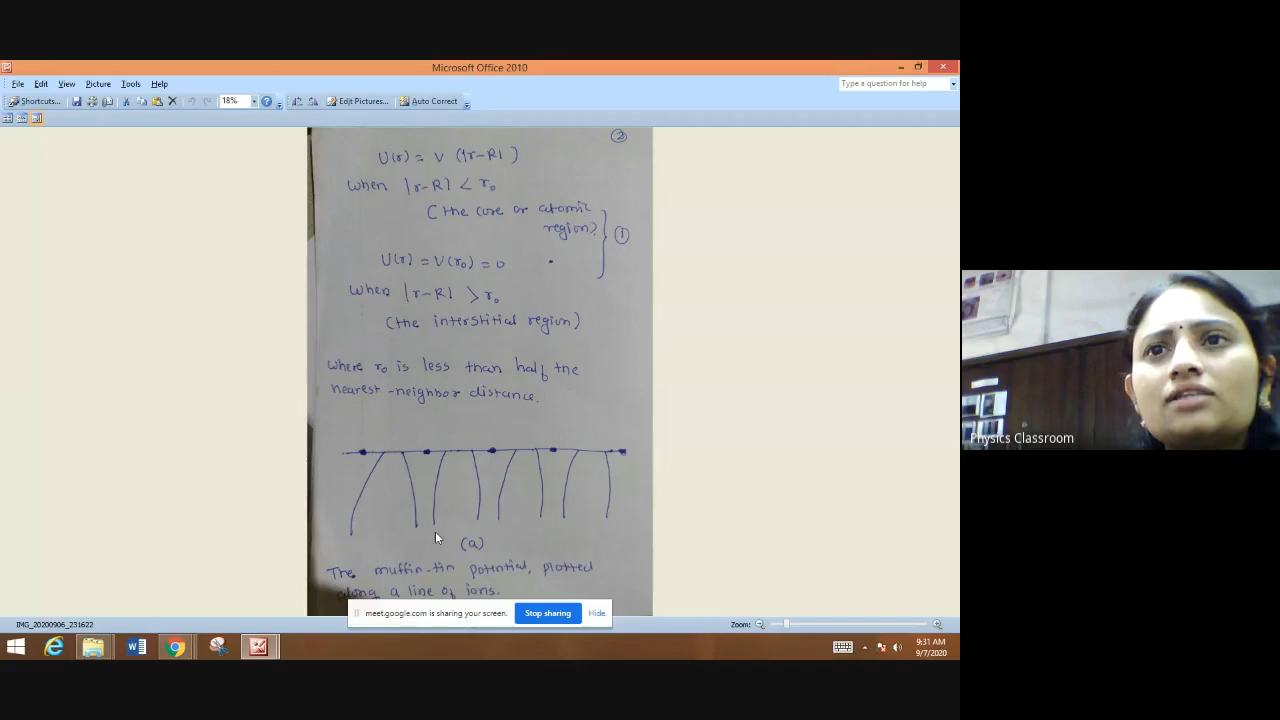 Microsoft Office 2010
File Edit View Picture Tools Help
Type a question for help
Shortcuts... 18% Edit Pictures... Auto Correct
2
U(r) = V (|r-R|)
when |r-R| < r₀
(the core or atomic
region).
1
U(r) = V(r₀) = 0
when |r-R| > r₀
(the interstitial region)
where r₀ is less than half the
nearest-neighbor distance.
(a)
The muffin-tin potential, plotted
along a line of ions.
meet.google.com is sharing your screen. Stop sharing Hide
IMG_20200906_231622
Zoom:
9:31 AM
9/7/2020
Physics Classroom